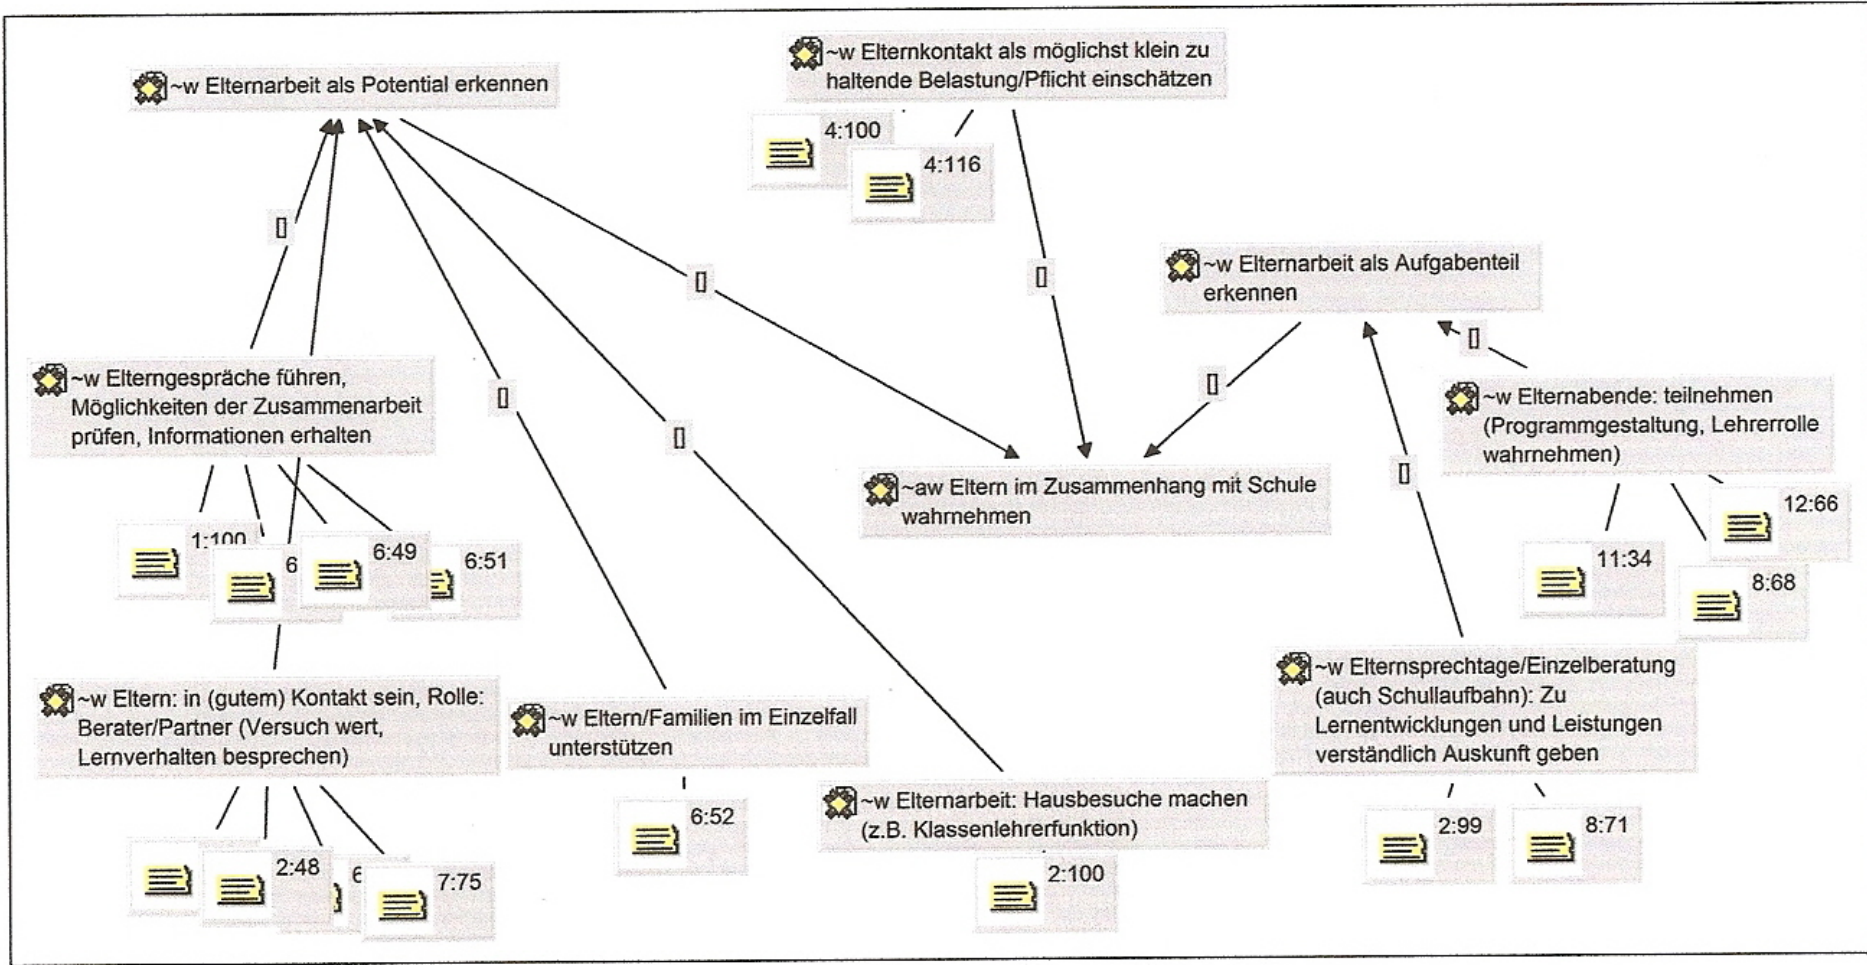 ~w Elternarbeit als Potential erkennen
~w Elternkontakt als möglichst klein zu
haltende Belastung/Pflicht einschätzen
4:100
4:116
[]
[]
[]
~w Elternarbeit als Aufgabenteil
erkennen
[]
[]
~w Elterngespräche führen,
Möglichkeiten der Zusammenarbeit
prüfen, Informationen erhalten
[]
[]
~w Elternabende: teilnehmen
(Programmgestaltung, Lehrerrolle
wahrnehmen)
[]
~aw Eltern im Zusammenhang mit Schule
wahrnehmen
1:100
6
6:49
6:51
12:66
11:34
8:68
~w Eltern: in (gutem) Kontakt sein, Rolle:
Berater/Partner (Versuch wert,
Lernverhalten besprechen)
~w Eltern/Familien im Einzelfall
unterstützen
~w Elternsprechtage/Einzelberatung
(auch Schullaufbahn): Zu
Lernentwicklungen und Leistungen
verständlich Auskunft geben
~w Elternarbeit: Hausbesuche machen
(z.B. Klassenlehrerfunktion)
2:48
7:75
6:52
2:100
2:99
8:71